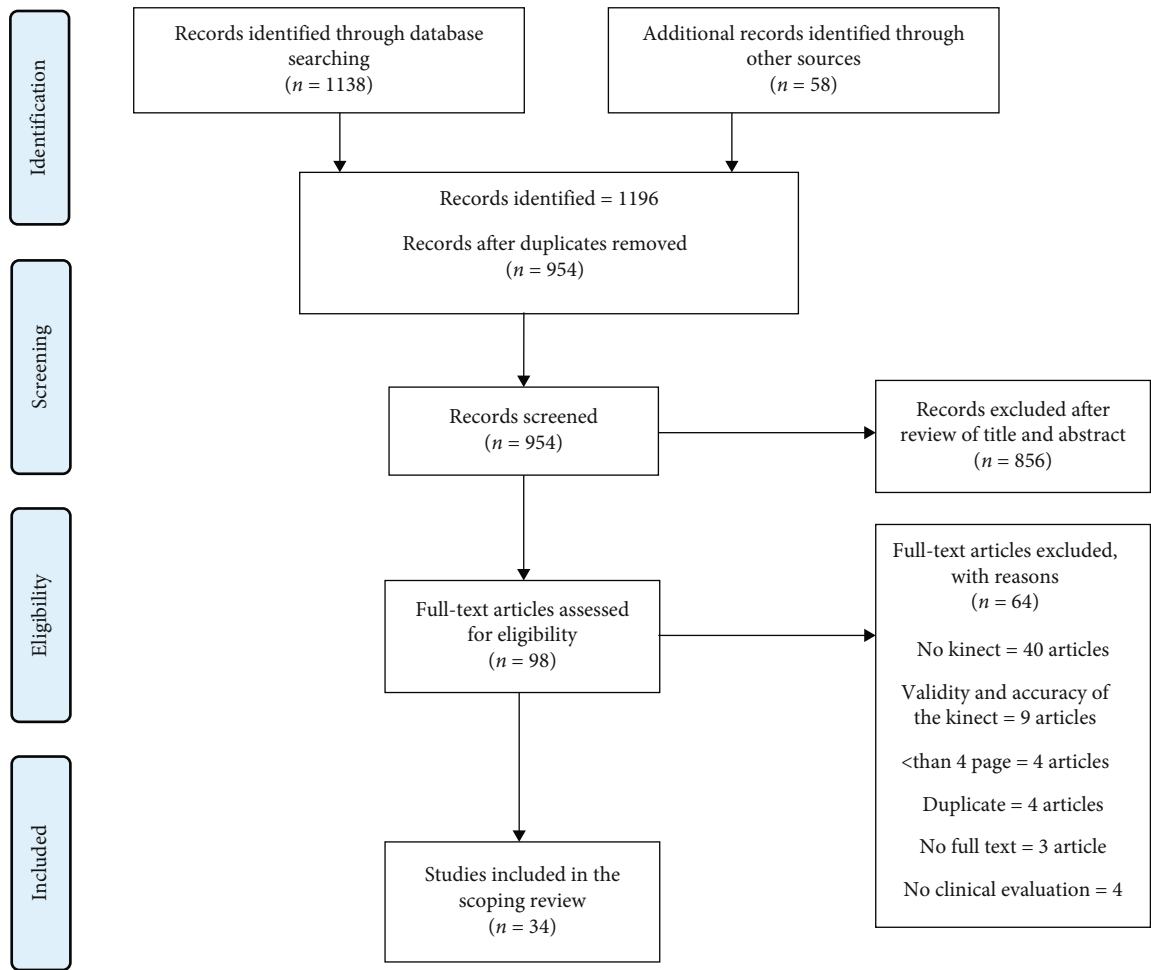 Identification
Records identified through database
searching
(n = 1138)
Additional records identified through
other sources
(n = 58)
Records identified = 1196
Records after duplicates removed
(n = 954)
Screening
Records screened
(n = 954)
Records excluded after
review of title and abstract
(n = 856)
Eligibility
Full-text articles assessed
for eligibility
(n = 98)
Full-text articles excluded,
with reasons
(n = 64)
No kinect = 40 articles
Validity and accuracy of
the kinect = 9 articles
<than 4 page = 4 articles
Duplicate = 4 articles
No full text = 3 article
No clinical evaluation = 4
Included
Studies included in the
scoping review
(n = 34)